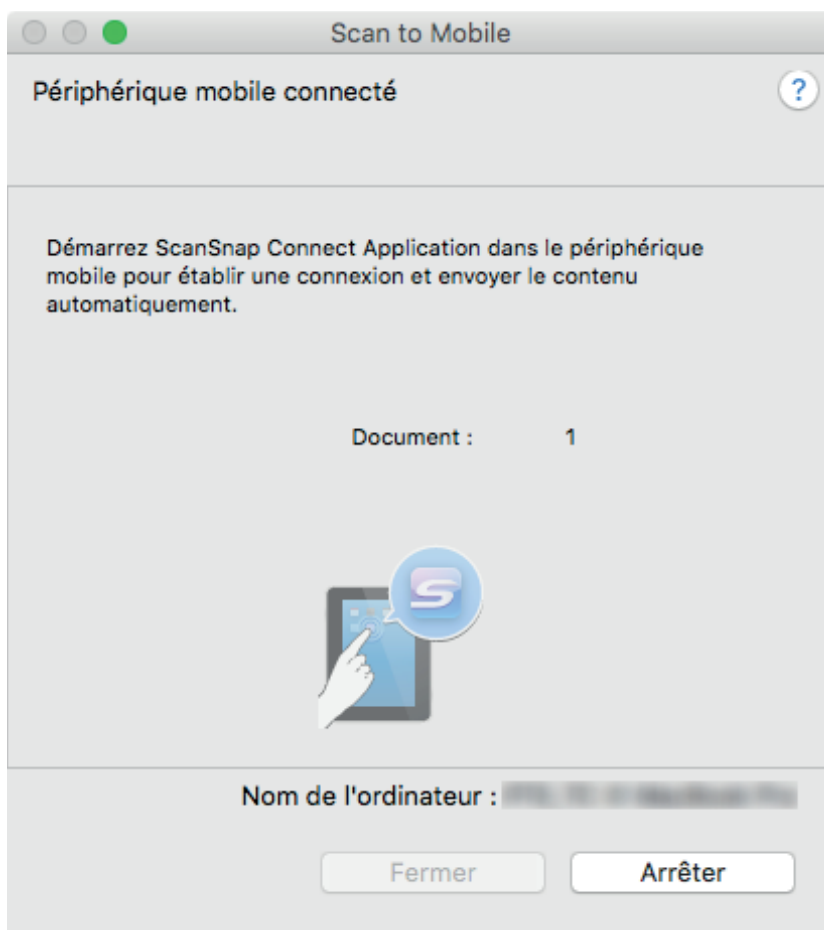 Scan to Mobile
Périphérique mobile connecté
?
Démarrez ScanSnap Connect Application dans le périphérique
mobile pour établir une connexion et envoyer le contenu
automatiquement.
Document : 1
S
Nom de l'ordinateur :
Fermer Arrêter